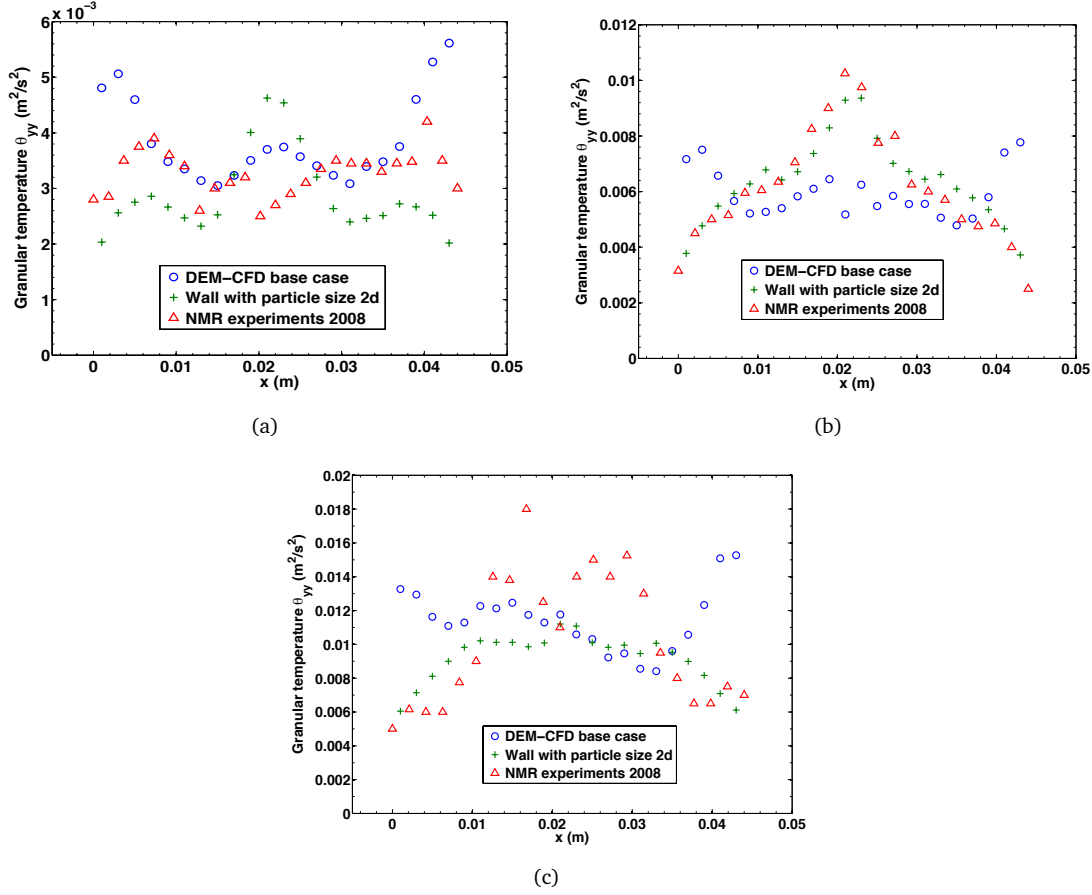 6 x 10⁻³
5
4
3
2
1
0
Granular temperature θyy (m²/s²)
DEM−CFD base case
Wall with particle size 2d
NMR experiments 2008
0 0.01 0.02 0.03 0.04 0.05
x (m)
(a)
0.012
0.01
0.008
0.006
0.004
0.002
0
Granular temperature θyy (m²/s²)
DEM−CFD base case
Wall with particle size 2d
NMR experiments 2008
0 0.01 0.02 0.03 0.04 0.05
x (m)
(b)
0.02
0.018
0.016
0.014
0.012
0.01
0.008
0.006
0.004
0.002
0
Granular temperature θyy (m²/s²)
DEM−CFD base case
Wall with particle size 2d
NMR experiments 2008
0 0.01 0.02 0.03 0.04 0.05
x (m)
(c)